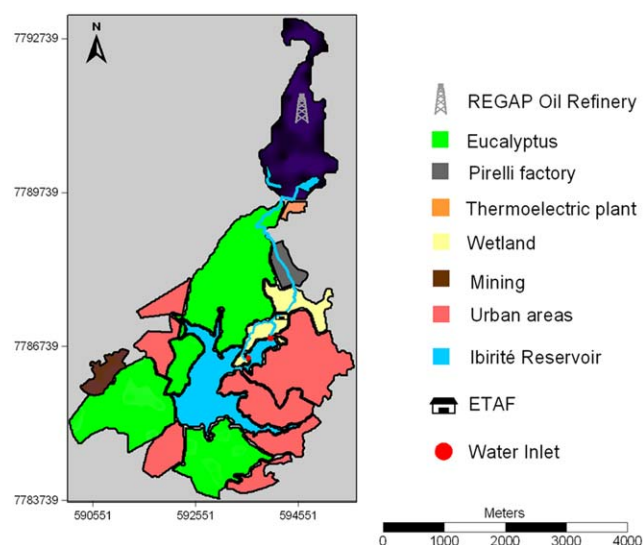 N
7792739
7789739
7786739
7783739
590551
592551
594551
REGAP Oil Refinery
Eucalyptus
Pirelli factory
Thermoelectric plant
Wetland
Mining
Urban areas
Ibirité Reservoir
ETAF
Water Inlet
Meters
0 1000 2000 3000 4000